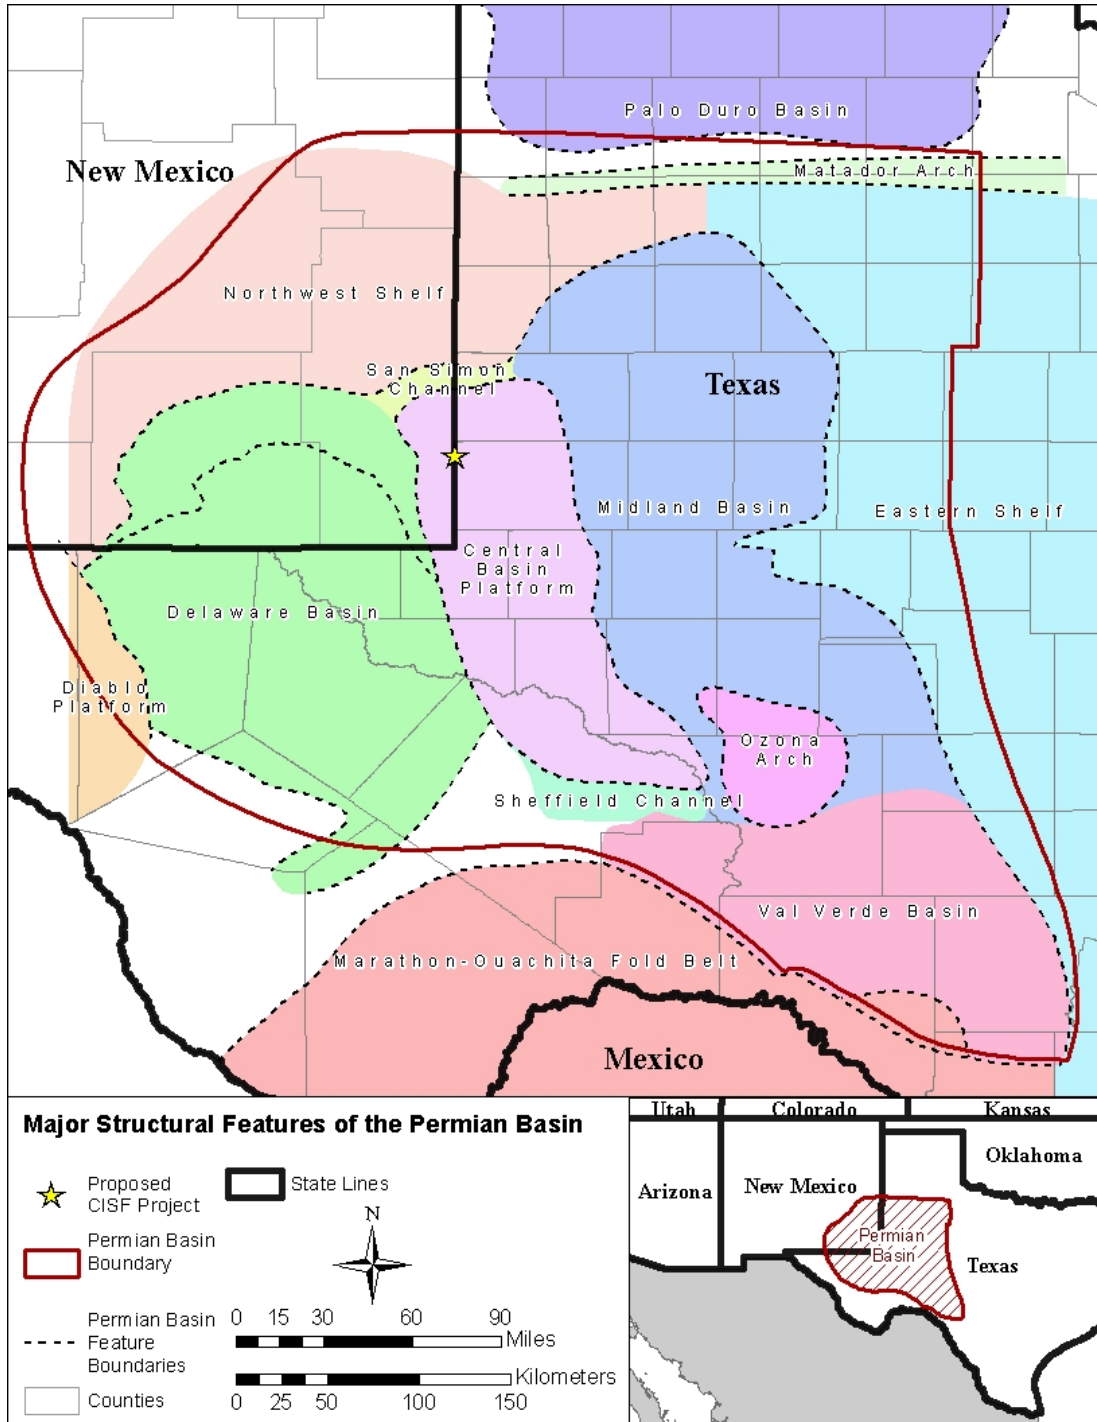 Palo Duro Basin
New Mexico
Matador Arch
Northwest Shelf
San Simon
Channel
Texas
Midland Basin
Eastern Shelf
Central
Basin
Platform
Delaware Basin
Diablo
Platform
Ozona
Arch
Sheffield Channel
Val Verde Basin
Marathon-Ouachita Fold Belt
Mexico
Major Structural Features of the Permian Basin
Proposed
CISF Project
State Lines
Permian Basin
Boundary
N
Permian Basin
Feature
Boundaries
0 15 30 60 90
Miles
Kilometers
0 25 50 100 150
Counties
Utah
Colorado
Kansas
Oklahoma
Arizona
New Mexico
Permian
Basin
Texas